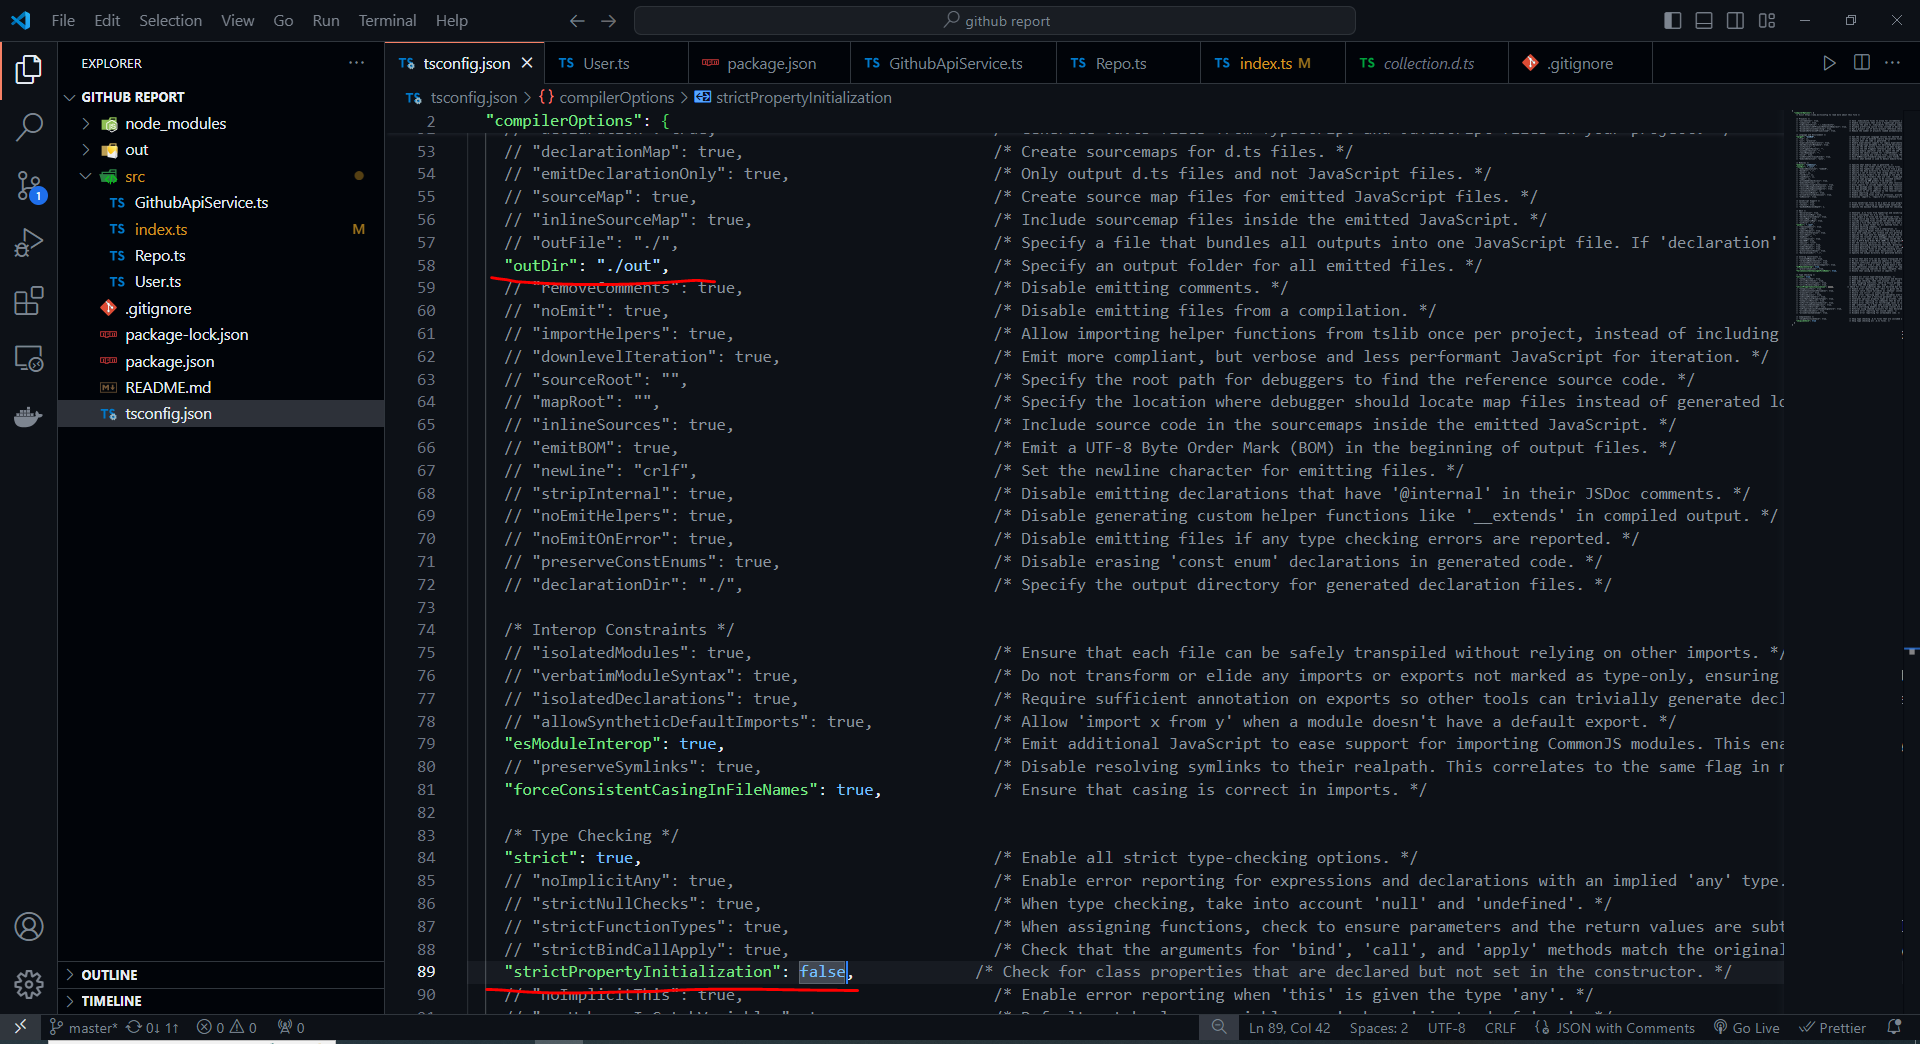 File Edit Selection View Go Run Terminal Help
github report
EXPLORER
GITHUB REPORT
node_modules
out
src
GithubApiService.ts
index.ts M
Repo.ts
User.ts
.gitignore
package-lock.json
package.json
README.md
tsconfig.json
OUTLINE
TIMELINE
1
tsconfig.json
User.ts
package.json
GithubApiService.ts
Repo.ts
index.ts M
collection.d.ts
.gitignore
tsconfig.json > {} compilerOptions > strictPropertyInitialization
2 "compilerOptions": {
53 // "declarationMap": true, /* Create sourcemaps for d.ts files. */
54 // "emitDeclarationOnly": true, /* Only output d.ts files and not JavaScript files. */
55 // "sourceMap": true, /* Create source map files for emitted JavaScript files. */
56 // "inlineSourceMap": true, /* Include sourcemap files inside the emitted JavaScript. */
57 // "outFile": "./", /* Specify a file that bundles all outputs into one JavaScript file. If 'declaration'
58 "outDir": "./out", /* Specify an output folder for all emitted files. */
59 // "removeComments": true, /* Disable emitting comments. */
60 // "noEmit": true, /* Disable emitting files from a compilation. */
61 // "importHelpers": true, /* Allow importing helper functions from tslib once per project, instead of including
62 // "downlevelIteration": true, /* Emit more compliant, but verbose and less performant JavaScript for iteration. */
63 // "sourceRoot": "", /* Specify the root path for debuggers to find the reference source code. */
64 // "mapRoot": "", /* Specify the location where debugger should locate map files instead of generated lo
65 // "inlineSources": true, /* Include source code in the sourcemaps inside the emitted JavaScript. */
66 // "emitBOM": true, /* Emit a UTF-8 Byte Order Mark (BOM) in the beginning of output files. */
67 // "newLine": "crlf", /* Set the newline character for emitting files. */
68 // "stripInternal": true, /* Disable emitting declarations that have '@internal' in their JSDoc comments. */
69 // "noEmitHelpers": true, /* Disable generating custom helper functions like '__extends' in compiled output. */
70 // "noEmitOnError": true, /* Disable emitting files if any type checking errors are reported. */
71 // "preserveConstEnums": true, /* Disable erasing 'const enum' declarations in generated code. */
72 // "declarationDir": "./", /* Specify the output directory for generated declaration files. */
73
74 /* Interop Constraints */
75 // "isolatedModules": true, /* Ensure that each file can be safely transpiled without relying on other imports. */
76 // "verbatimModuleSyntax": true, /* Do not transform or elide any imports or exports not marked as type-only, ensuring
77 // "isolatedDeclarations": true, /* Require sufficient annotation on exports so other tools can trivially generate decl
78 // "allowSyntheticDefaultImports": true, /* Allow 'import x from y' when a module doesn't have a default export. */
79 "esModuleInterop": true, /* Emit additional JavaScript to ease support for importing CommonJS modules. This ena
80 // "preserveSymlinks": true, /* Disable resolving symlinks to their realpath. This correlates to the same flag in n
81 "forceConsistentCasingInFileNames": true, /* Ensure that casing is correct in imports. */
82
83 /* Type Checking */
84 "strict": true, /* Enable all strict type-checking options. */
85 // "noImplicitAny": true, /* Enable error reporting for expressions and declarations with an implied 'any' type.
86 // "strictNullChecks": true, /* When type checking, take into account 'null' and 'undefined'. */
87 // "strictFunctionTypes": true, /* When assigning functions, check to ensure parameters and the return values are subt
88 // "strictBindCallApply": true, /* Check that the arguments for 'bind', 'call', and 'apply' methods match the original
89 "strictPropertyInitialization": false, /* Check for class properties that are declared but not set in the constructor. */
90 // "noImplicitThis": true, /* Enable error reporting when 'this' is given the type 'any'. */
master* 0↓ 1↑ 0 0 0
Ln 89, Col 42 Spaces: 2 UTF-8 CRLF {} JSON with Comments Go Live Prettier